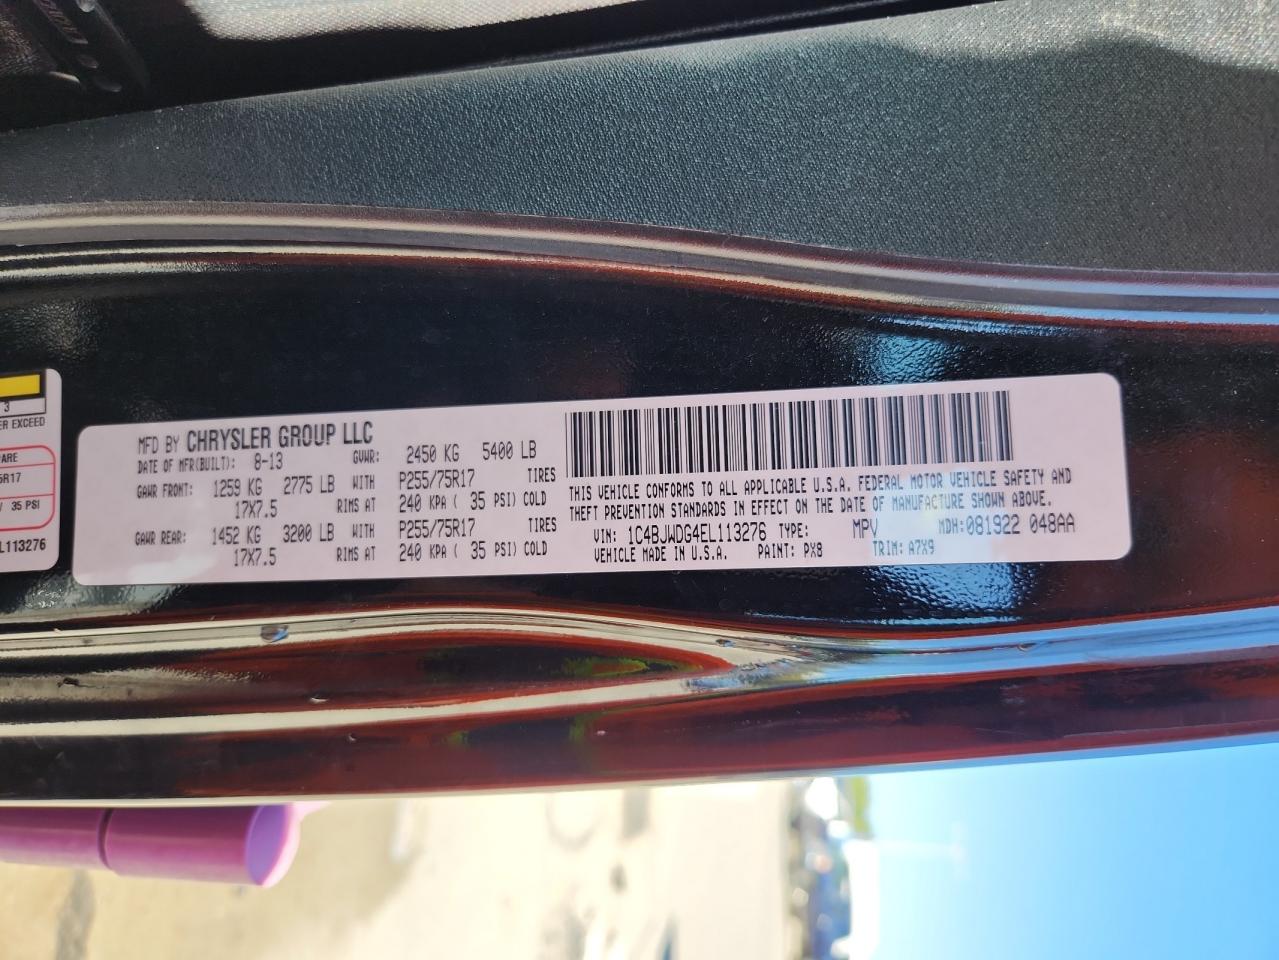 3
ER EXCEED
ARE
5R17
/ 35 PSI
L113276
MFD BY CHRYSLER GROUP LLC
DATE OF MFR(BUILT): 8-13 GVWR: 2450 KG 5400 LB
GAWR FRONT: 1259 KG 2775 LB WITH P255/75R17 TIRES
17X7.5 RIMS AT 240 KPA ( 35 PSI) COLD
GAWR REAR: 1452 KG 3200 LB WITH P255/75R17 TIRES
17X7.5 RIMS AT 240 KPA ( 35 PSI) COLD
THIS VEHICLE CONFORMS TO ALL APPLICABLE U.S.A. FEDERAL MOTOR VEHICLE SAFETY AND
THEFT PREVENTION STANDARDS IN EFFECT ON THE DATE OF MANUFACTURE SHOWN ABOVE.
VIN: 1C4BJWDG4EL113276 TYPE: MPV MDH:081922 048AA
VEHICLE MADE IN U.S.A. PAINT: PX8 TRIM: A7X9